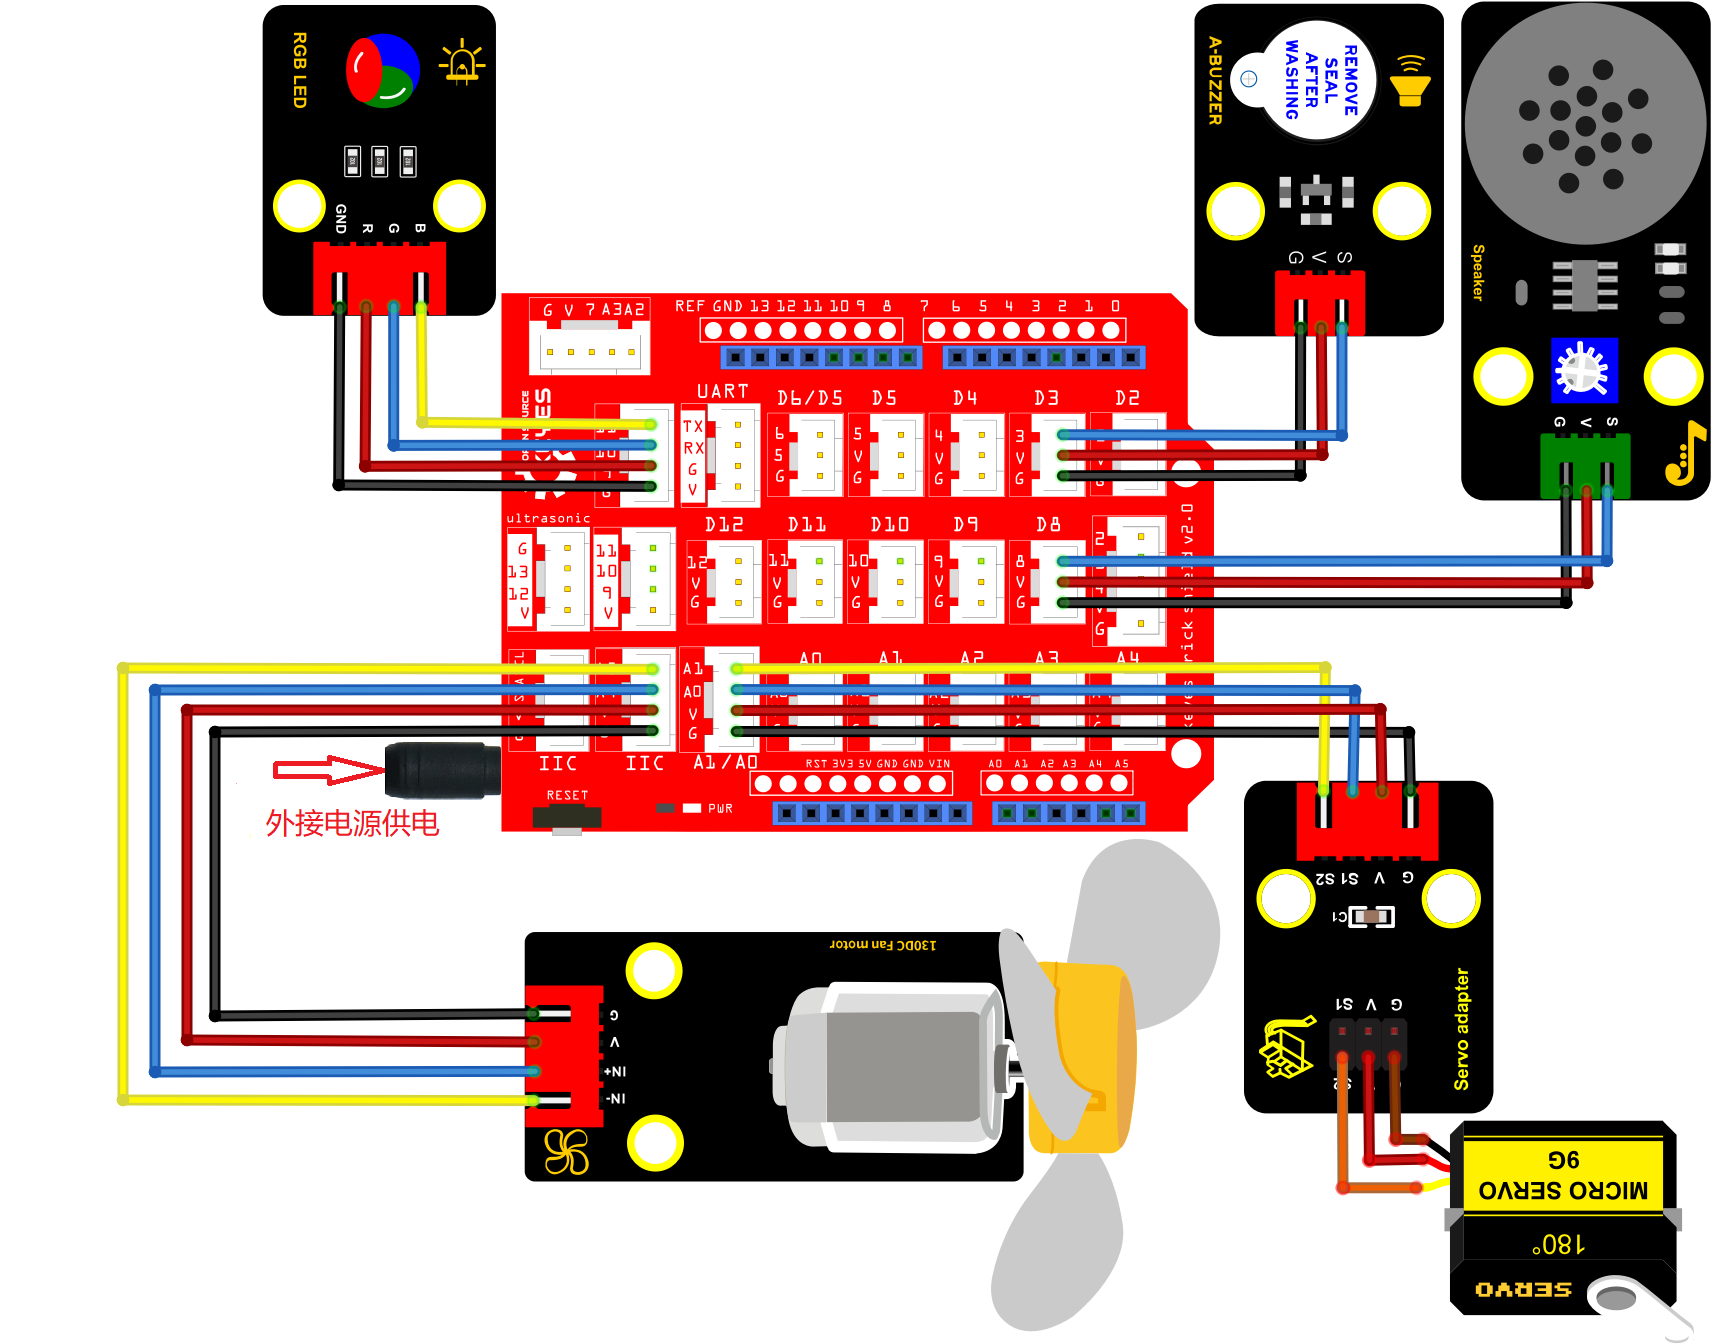 RGB LED
GND
R
G
B
A-BUZZER
REMOVE
SEAL
AFTER
WASHING
G
V
S
Speaker
G
V
S
G V 7 A3A2
REF GND 13 12 11 10 9 8
7 6 5 4 3 2 1 0
UART
D6/D5
D5
D4
D3
D2
TX
RX
G
V
6
5
G
5
V
G
4
V
G
3
V
G
ultrasonic
D12
D11
D10
D9
D8
G
13
12
V
11
10
9
V
12
V
G
11
V
G
10
V
G
9
V
G
8
V
G
2
G
A1
A0
V
G
A0
A1
A2
A3
A4
IIC
IIC
A1/A0
RST 3V3 5V GND GND VIN
A0 A1 A2 A3 A4 A5
RESET
PWR
外接电源供电
130DC Fan motor
G
V
IN+
IN-
S2 S1 V G
C1
S1 V G
Servo adapter
MICRO SERVO
9G
180°
SERVO